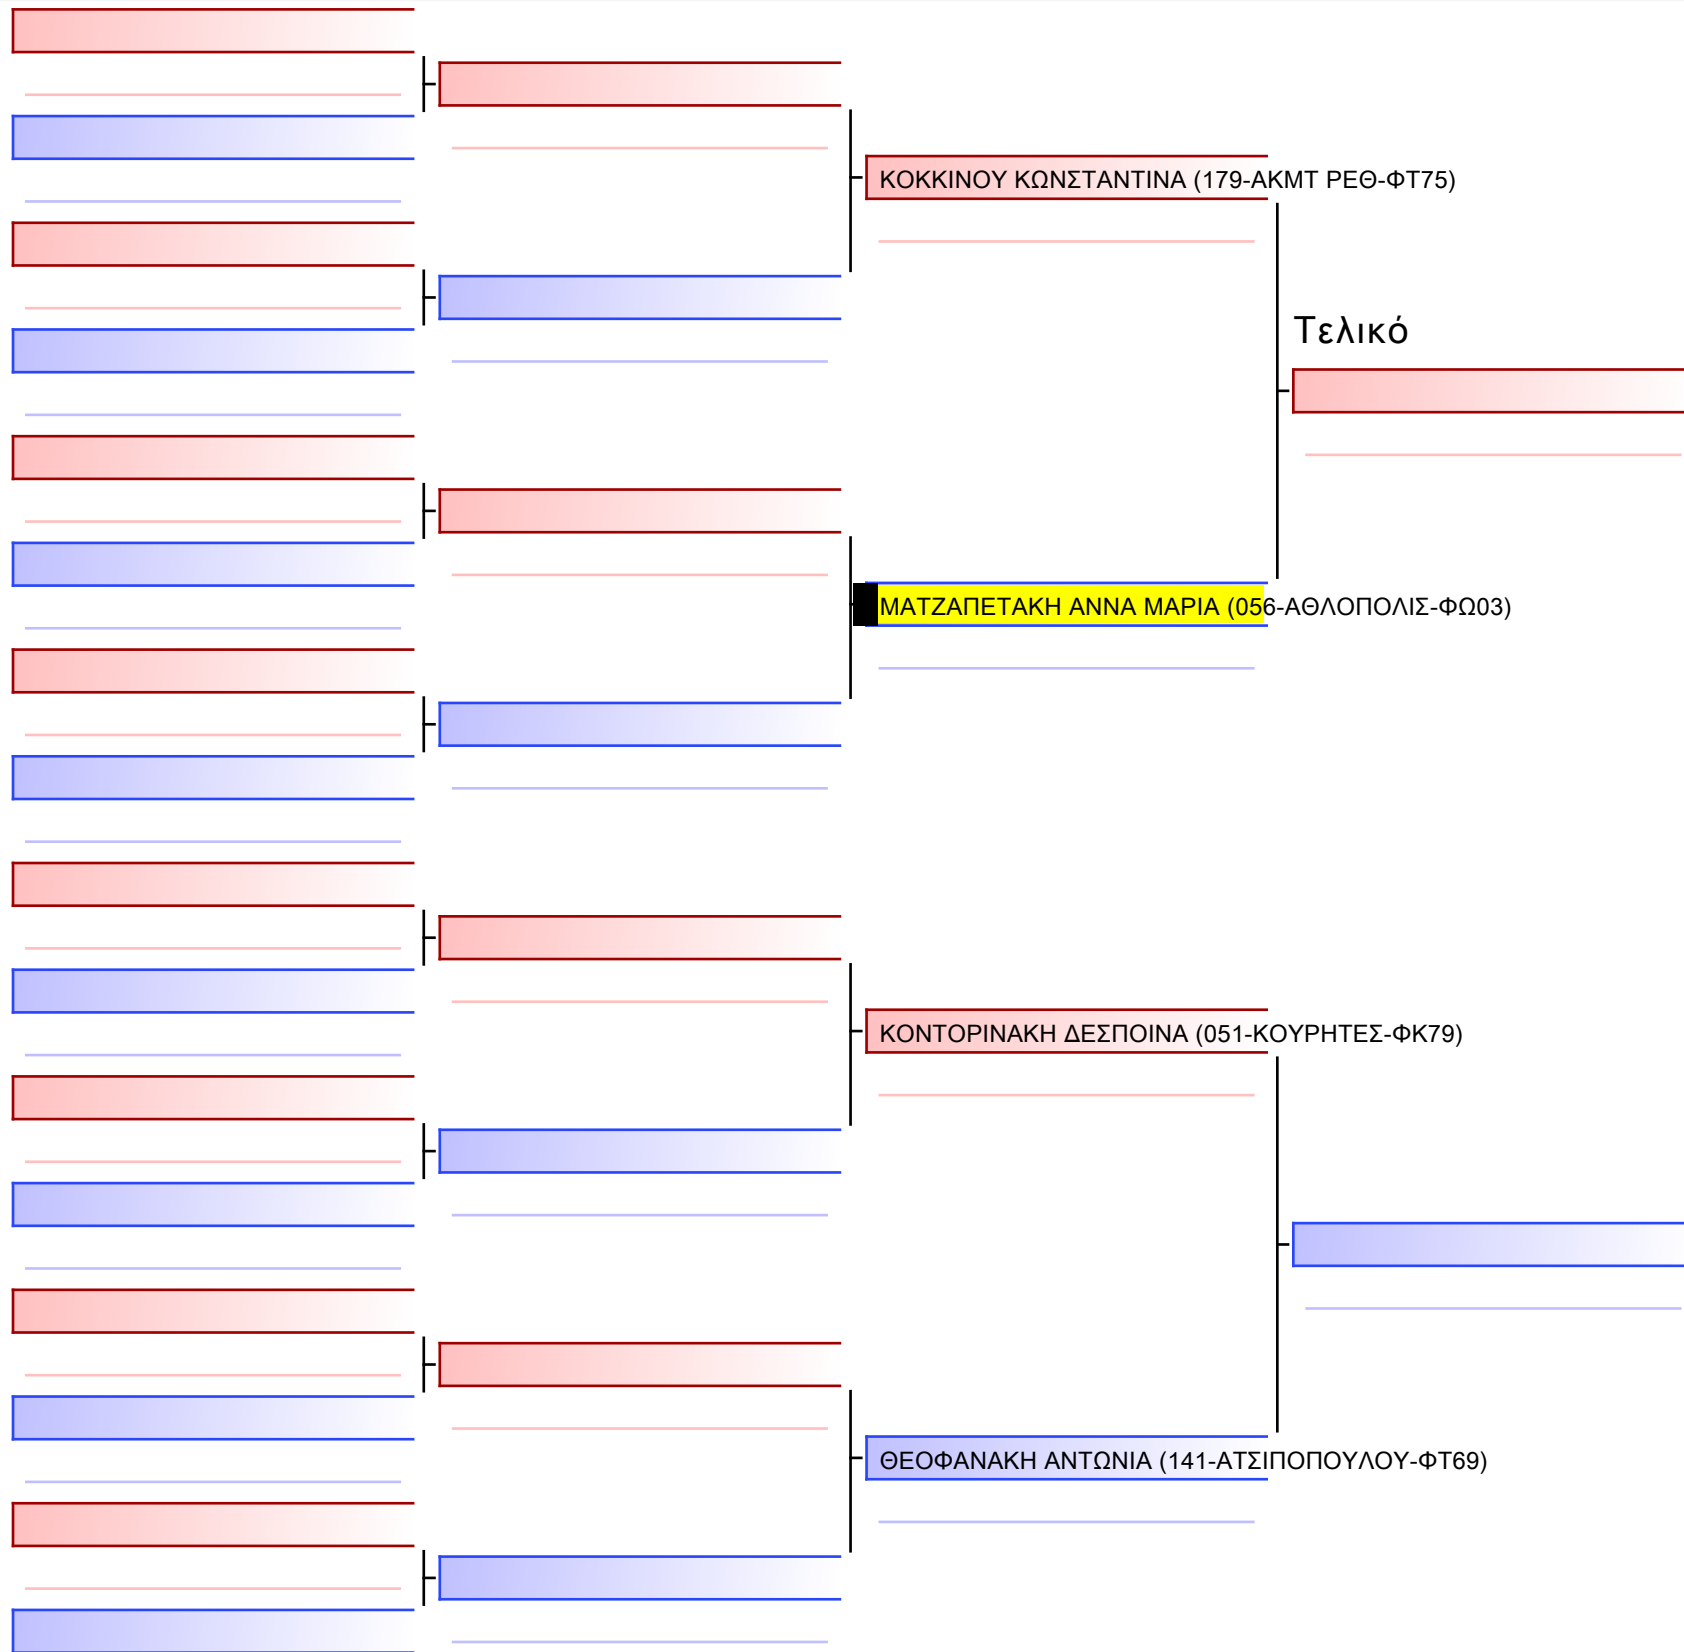 ΚΟΚΚΙΝΟΥ ΚΩΝΣΤΑΝΤΙΝΑ (179-ΑΚΜΤ ΡΕΘ-ΦΤ75)
Τελικό
ΜΑΤΖΑΠΕΤΑΚΗ ΑΝΝΑ ΜΑΡΙΑ (056-ΑΘΛΟΠΟΛΙΣ-ΦΩ03)
ΚΟΝΤΟΡΙΝΑΚΗ ΔΕΣΠΟΙΝΑ (051-ΚΟΥΡΗΤΕΣ-ΦΚ79)
ΘΕΟΦΑΝΑΚΗ ΑΝΤΩΝΙΑ (141-ΑΤΣΙΠΟΠΟΥΛΟΥ-ΦΤ69)